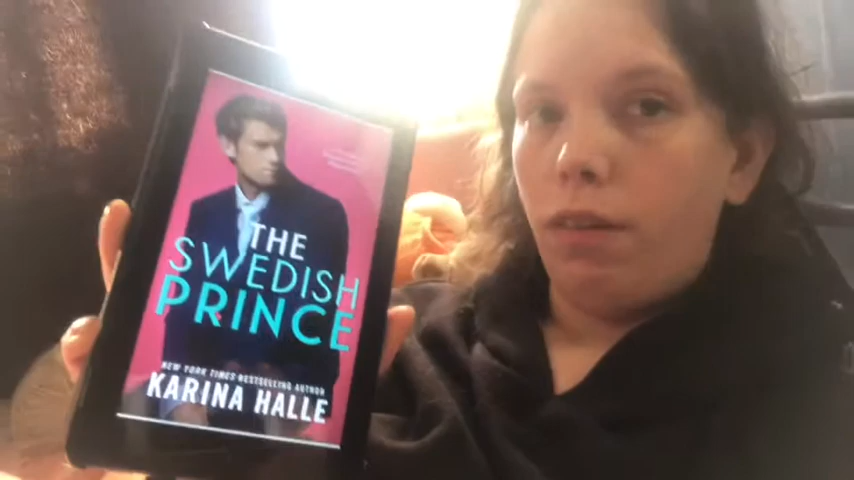 THE
SWEDISH
PRINCE
NEW YORK TIMES BESTSELLING AUTHOR
KARINA HALLE